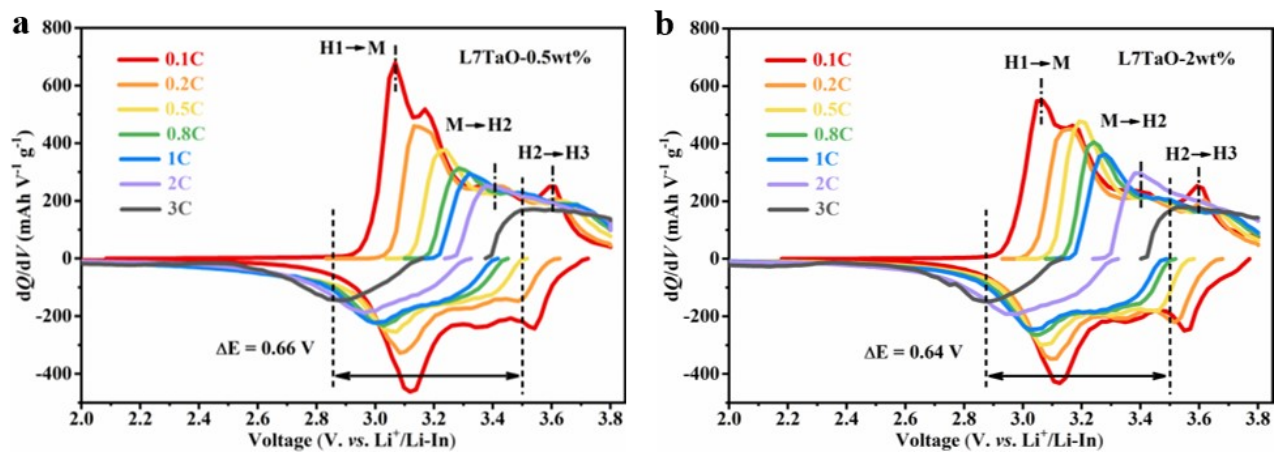 a
800
600
400
200
0
-200
-400
dQ/dV (mAh V⁻¹ g⁻¹)
0.1C
0.2C
0.5C
0.8C
1C
2C
3C
H1→M
L7TaO-0.5wt%
M→H2
H2→H3
ΔE = 0.66 V
2.0 2.2 2.4 2.6 2.8 3.0 3.2 3.4 3.6 3.8
Voltage (V. vs. Li⁺/Li-In)
b
800
600
400
200
0
-200
-400
dQ/dV (mAh V⁻¹ g⁻¹)
0.1C
0.2C
0.5C
0.8C
1C
2C
3C
L7TaO-2wt%
H1→M
M→H2
H2→H3
ΔE = 0.64 V
2.0 2.2 2.4 2.6 2.8 3.0 3.2 3.4 3.6 3.8
Voltage (V. vs. Li⁺/Li-In)